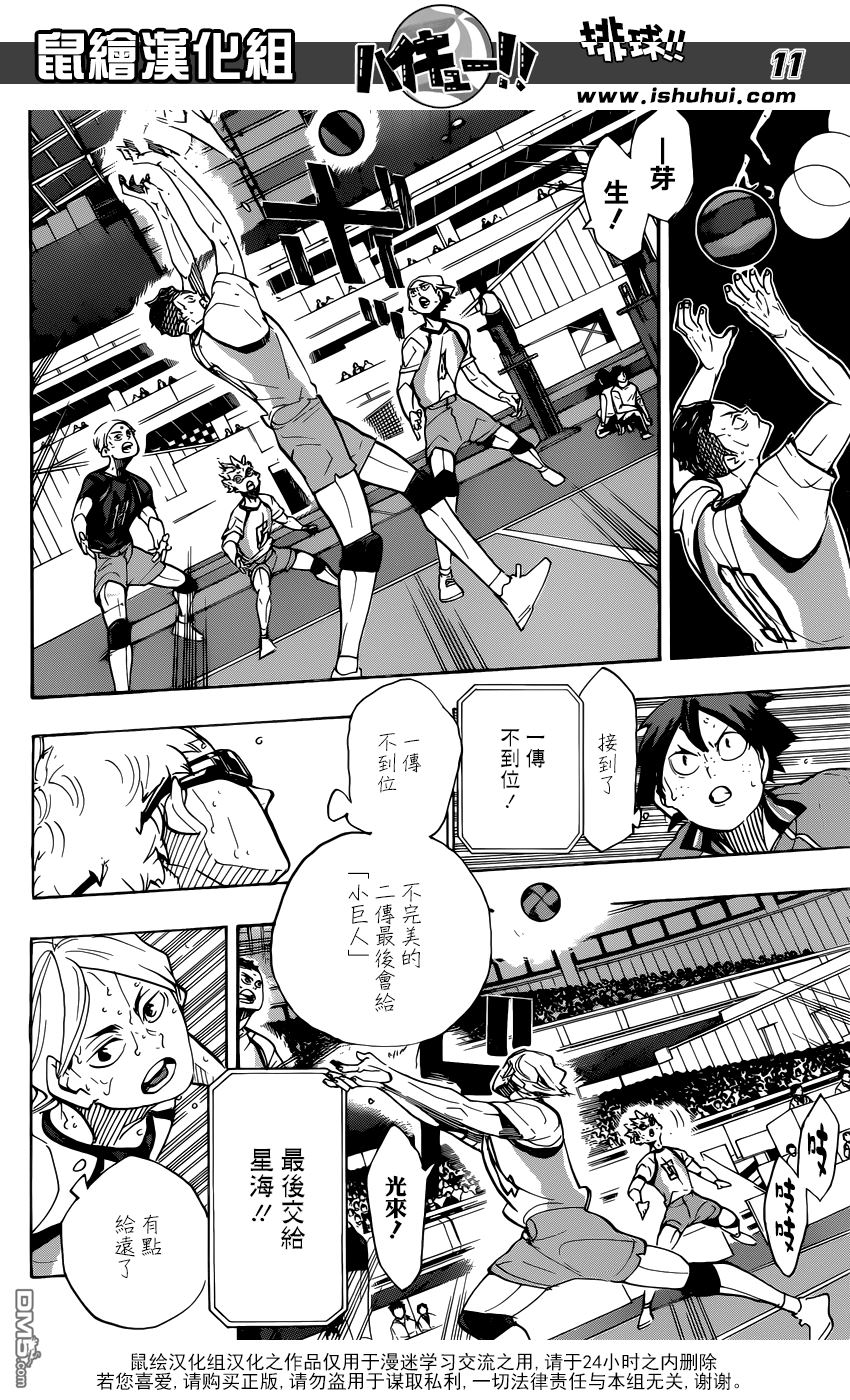 鼠繪漢化組
ハイキュー!!
排球!!
11
www.ishuhui.com
一芽
生!
接到了
一傳
不到位!
一傳
不到位
不完美的
二傳最後會給
「小巨人」
光來!
最後交給
星海!!
有點
給遠了
鼠绘汉化组汉化之作品仅用于漫迷学习交流之用, 请于24小时之内删除
若您喜爱, 请购买正版, 请勿盗用于谋取私利, 一切法律责任与本组无关, 谢谢。